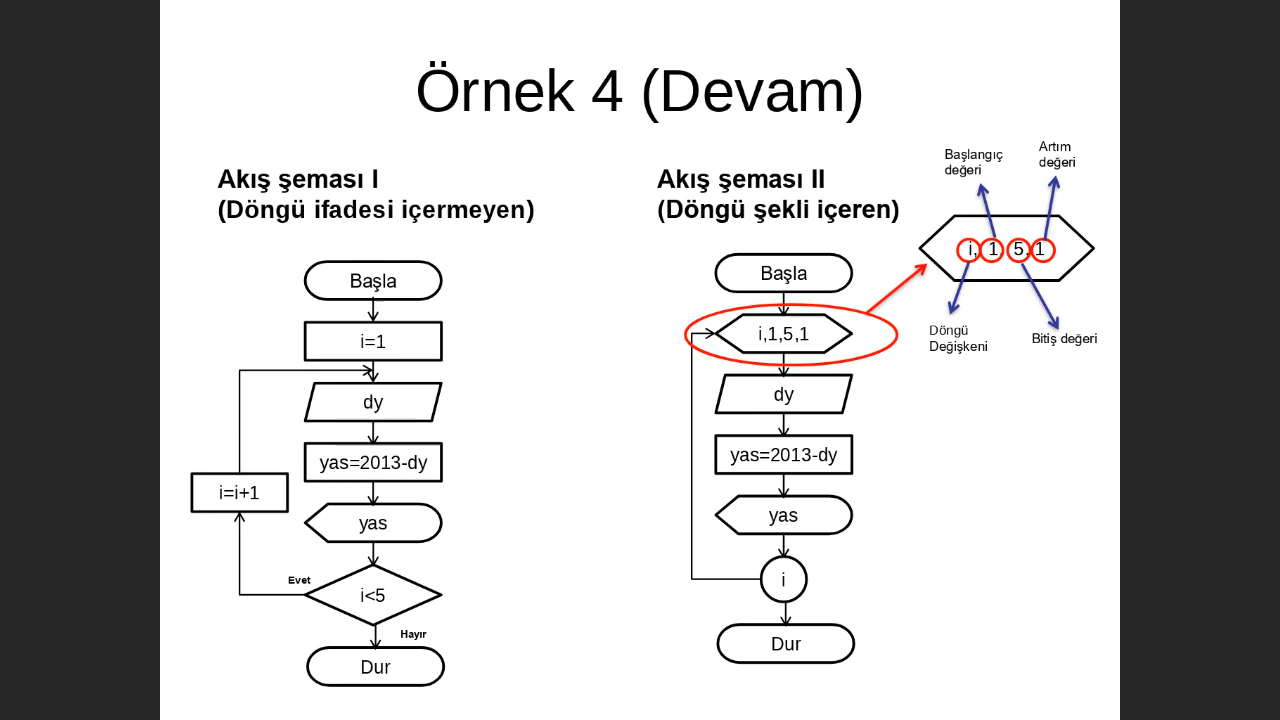 Örnek 4 (Devam)
Akış şeması I
(Döngü ifadesi içermeyen)
Başla
i=1
dy
yas=2013-dy
i=i+1
yas
Evet
i<5
Hayır
Dur
Akış şeması II
(Döngü şekli içeren)
Başla
i,1,5,1
dy
yas=2013-dy
yas
i
Dur
Başlangıç
değeri
Artım
değeri
i, 1 5, 1
Döngü
Değişkeni
Bitiş değeri